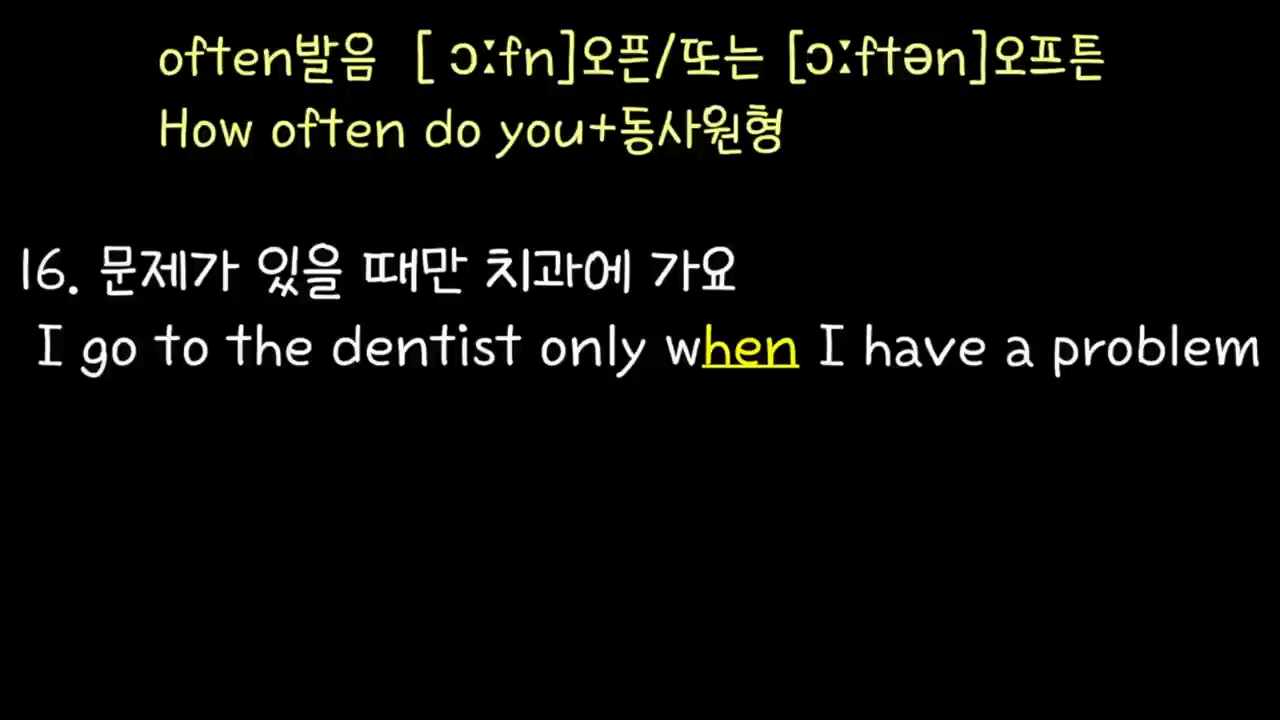 often발음 [ ɔːfn]오픈/또는 [ɔːftən]오프튼
How often do you+동사원형
16. 문제가 있을 때만 치과에 가요
I go to the dentist only when I have a problem